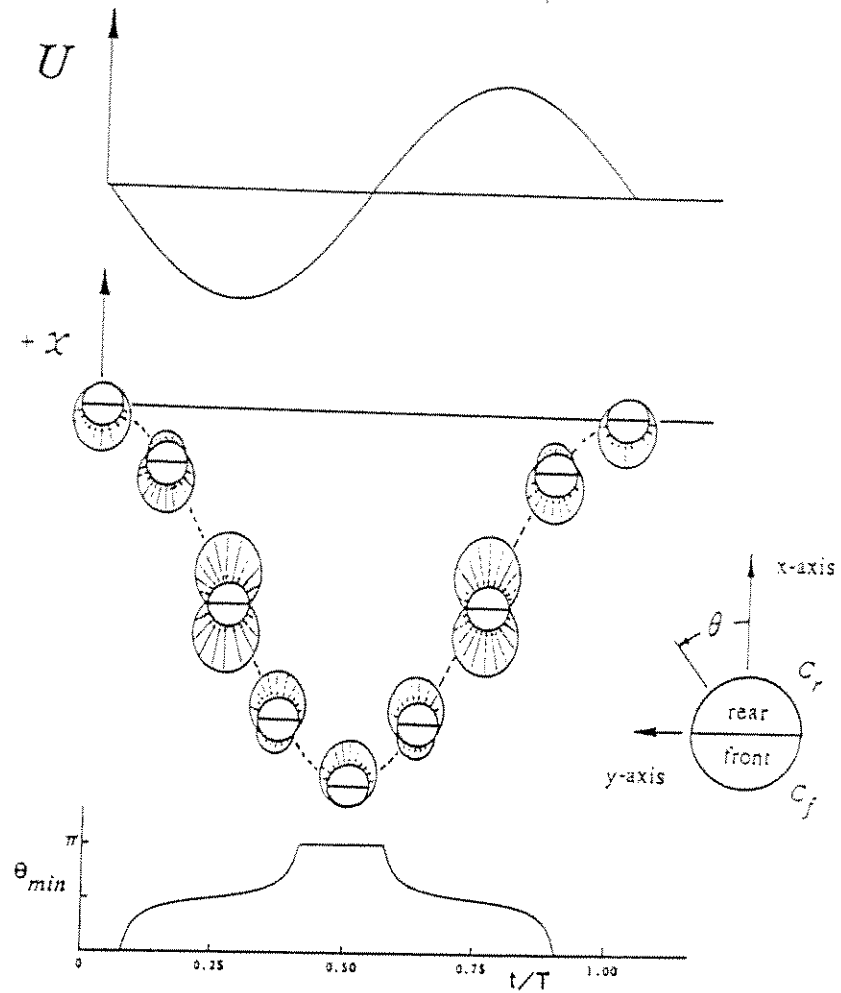 U
+ x
x-axis
θ
C_r
rear
front
y-axis
C_f
π
Θ_min
0 0.25 0.50 0.75 1.00
t/T